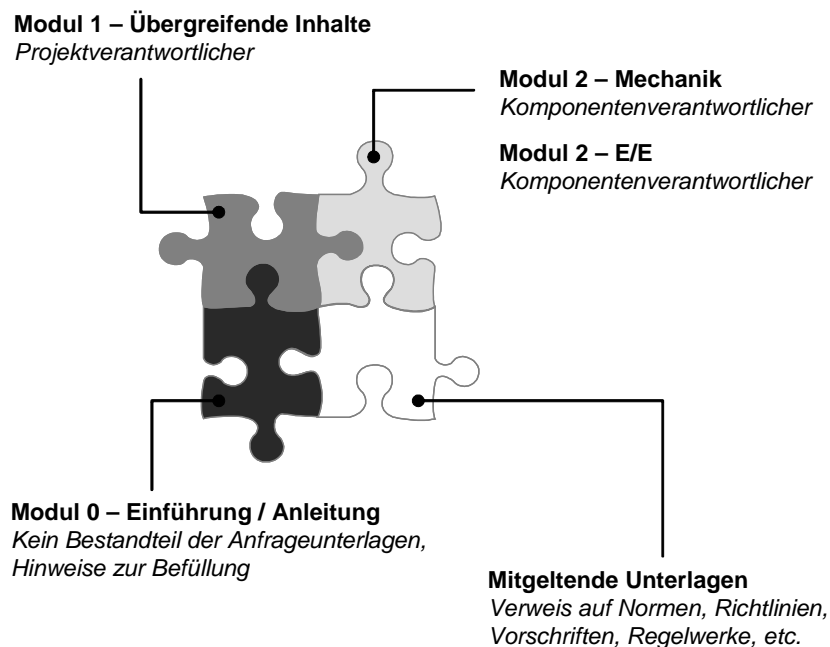 Modul 1 – Übergreifende Inhalte
Projektverantwortlicher
Modul 2 – Mechanik
Komponentenverantwortlicher
Modul 2 – E/E
Komponentenverantwortlicher
Modul 0 – Einführung / Anleitung
Kein Bestandteil der Anfrageunterlagen,
Hinweise zur Befüllung
Mitgeltende Unterlagen
Verweis auf Normen, Richtlinien,
Vorschriften, Regelwerke, etc.